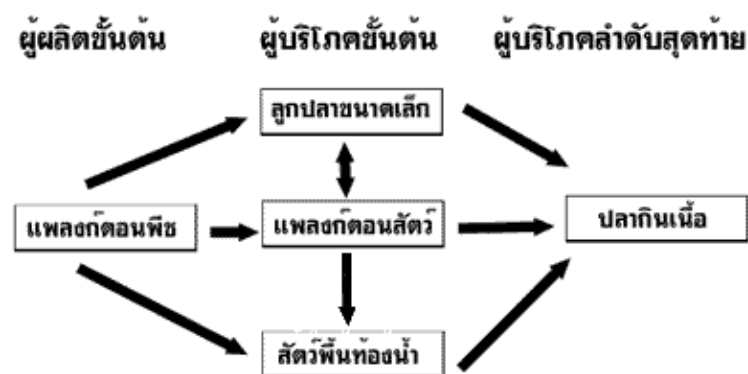 ผู้ผลิตขั้นต้น ผู้บริโภคขั้นต้น ผู้บริโภคลำดับสุดท้าย
ลูกปลาขนาดเล็ก
แพลงก์ตอนพืช แพลงก์ตอนสัตว์ ปลากินเนื้อ
สัตว์พื้นท้องน้ำ